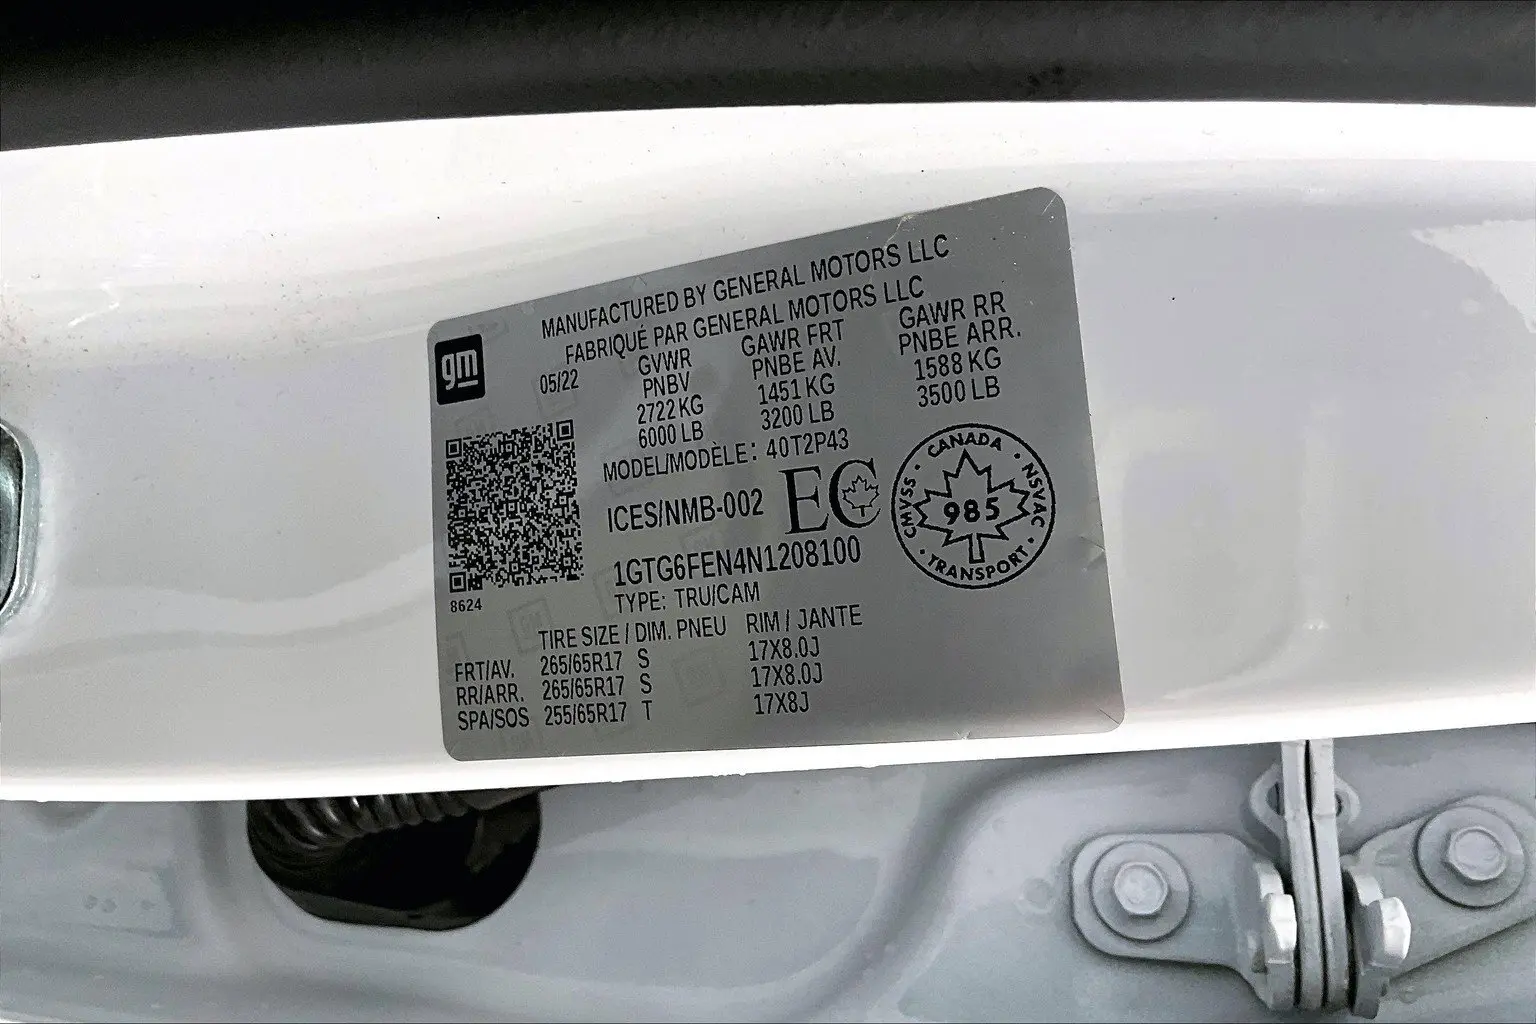 MANUFACTURED BY GENERAL MOTORS LLC
FABRIQUÉ PAR GENERAL MOTORS LLC
gm
05/22
GVWR
PNBV
2722 KG
6000 LB
GAWR FRT
PNBE AV.
1451 KG
3200 LB
GAWR RR
PNBE ARR.
1588 KG
3500 LB
MODEL/MODÈLE: 40T2P43
ICES/NMB-002 EC
CANADA
CMVSS 985 NSVAC
TRANSPORT
1GTG6FEN4N1208100
TYPE: TRU/CAM
8624
TIRE SIZE / DIM. PNEU RIM / JANTE
FRT/AV. 265/65R17 S 17X8.0J
RR/ARR. 265/65R17 S 17X8.0J
SPA/SOS 255/65R17 T 17X8J